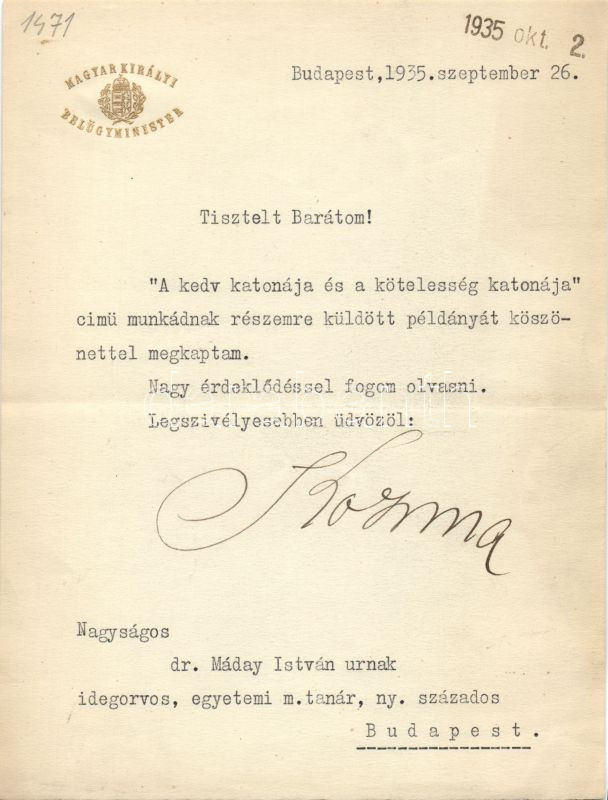 1471
1935 okt. 2.
MAGYAR KIRÁLYI
BELÜGYMINISTER
Budapest,1935.szeptember 26.
Tisztelt Barátom!
"A kedv katonája és a kötelesség katonája"
cimü munkádnak részemre küldött példányát köszö-
nettel megkaptam.
Nagy érdeklődéssel fogom olvasni.
Legszivélyesebben üdvözöl:
Kozma
Nagyságos
dr. Máday István urnak
idegorvos, egyetemi m.tanár, ny. százados
Budapest.